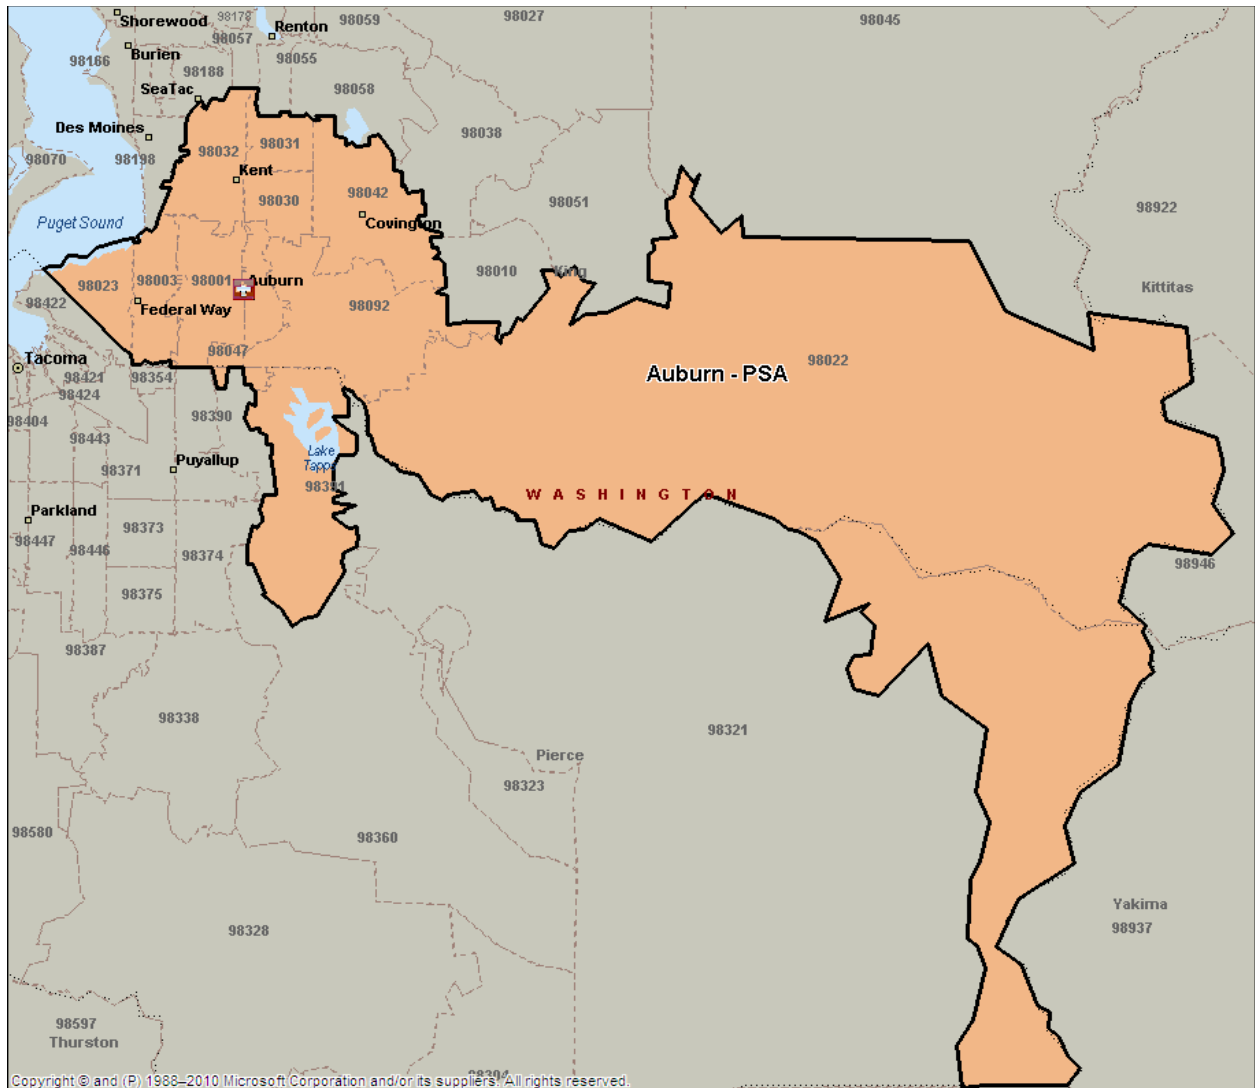 98178
98059
98027
98045
Shorewood
Renton
98057
Burien
98166
98055
98188
98058
SeaTac
Des Moines
98038
98031
98032
98070
98198
Kent
98042
98030
98051
98922
Puget Sound
Covington
98010
King
98023
98003
98001
Auburn
Kittitas
98422
98092
Federal Way
98047
Tacoma
98022
Auburn - PSA
98421
98354
98424
98404
98390
98443
Lake
Puyallup
98371
98391
WASHINGTON
Parkland
98373
98447
98446
98374
98946
98375
98387
98338
98321
Pierce
98323
98580
98360
Yakima
98328
98937
98597
Thurston
Copyright © and (P) 1988–2010 Microsoft Corporation and/or its suppliers. All rights reserved.